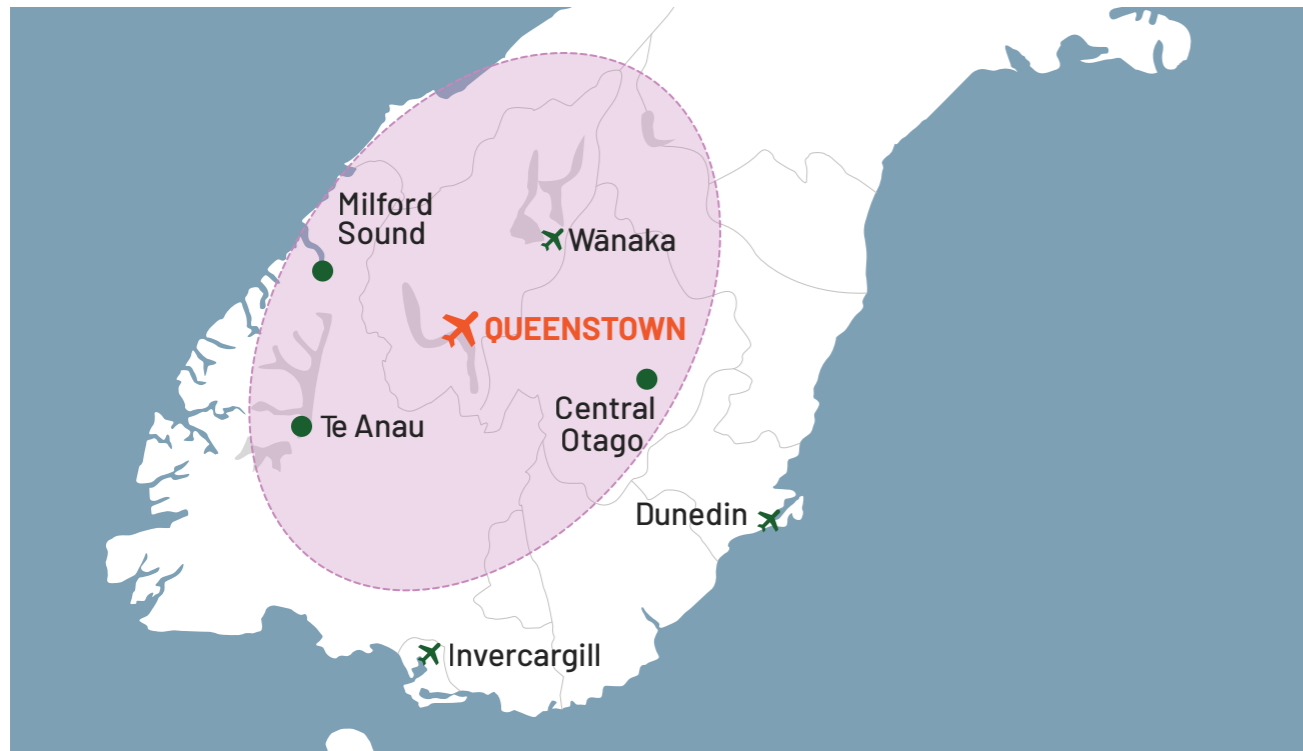 Milford
Sound
Wānaka
QUEENSTOWN
Central
Otago
Te Anau
Dunedin
Invercargill